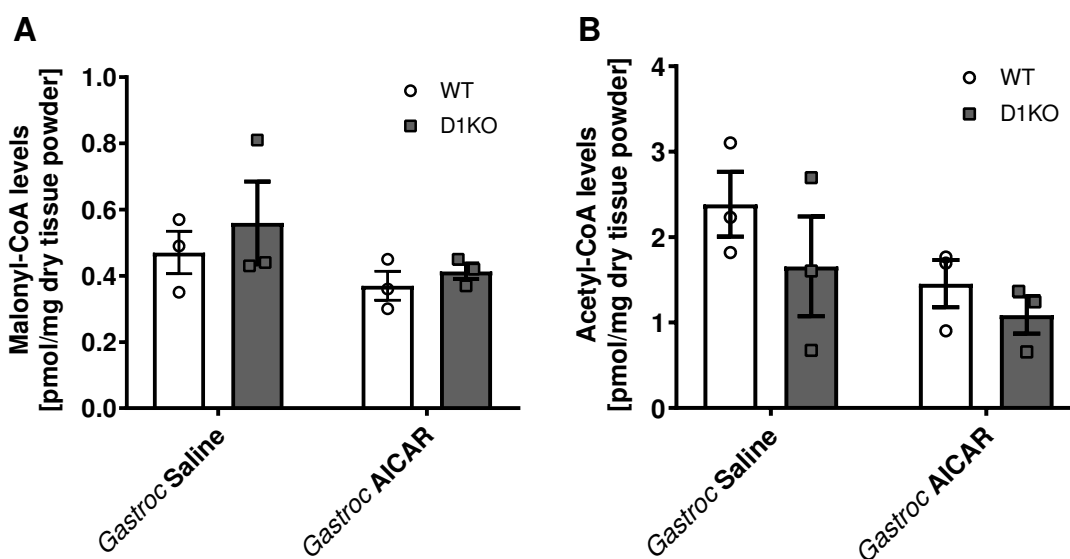 A
Malonyl-CoA levels
[pmol/mg dry tissue powder]
1.0
0.8
0.6
0.4
0.2
0.0
WT
D1KO
Gastroc Saline
Gastroc AICAR
B
Acetyl-CoA levels
[pmol/mg dry tissue powder]
4
3
2
1
0
WT
D1KO
Gastroc Saline
Gastroc AICAR